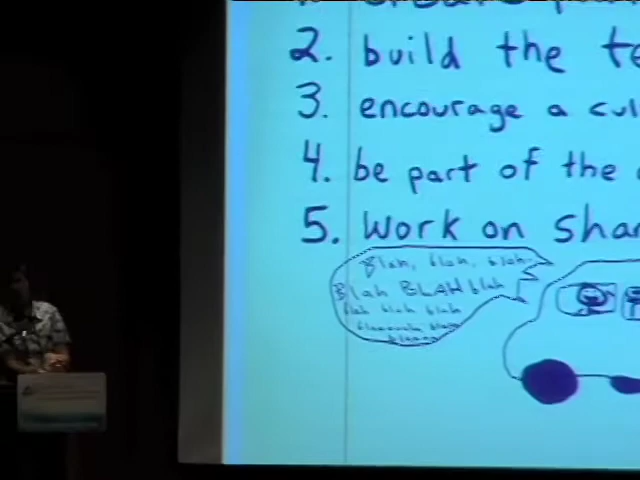 2. build the te
3. encourage a cul
4. be part of the
5. work on shar
Blah, blah, blah.
Blah BLAH blah
blah blah blah